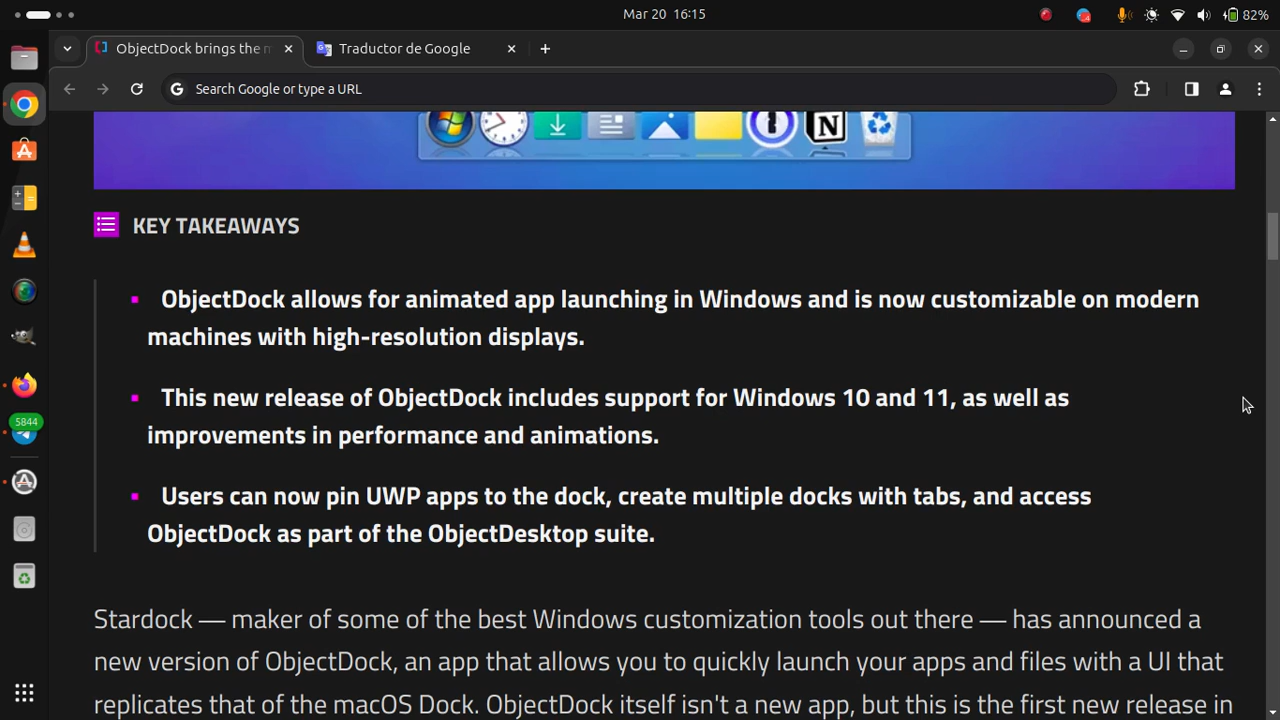 Mar 20 16:15
82%
ObjectDock brings the m
Traductor de Google
Search Google or type a URL
N
KEY TAKEAWAYS
ObjectDock allows for animated app launching in Windows and is now customizable on modern
machines with high-resolution displays.
This new release of ObjectDock includes support for Windows 10 and 11, as well as
improvements in performance and animations.
5844
Users can now pin UWP apps to the dock, create multiple docks with tabs, and access
ObjectDock as part of the ObjectDesktop suite.
Stardock — maker of some of the best Windows customization tools out there — has announced a
new version of ObjectDock, an app that allows you to quickly launch your apps and files with a UI that
replicates that of the macOS Dock. ObjectDock itself isn't a new app, but this is the first new release in